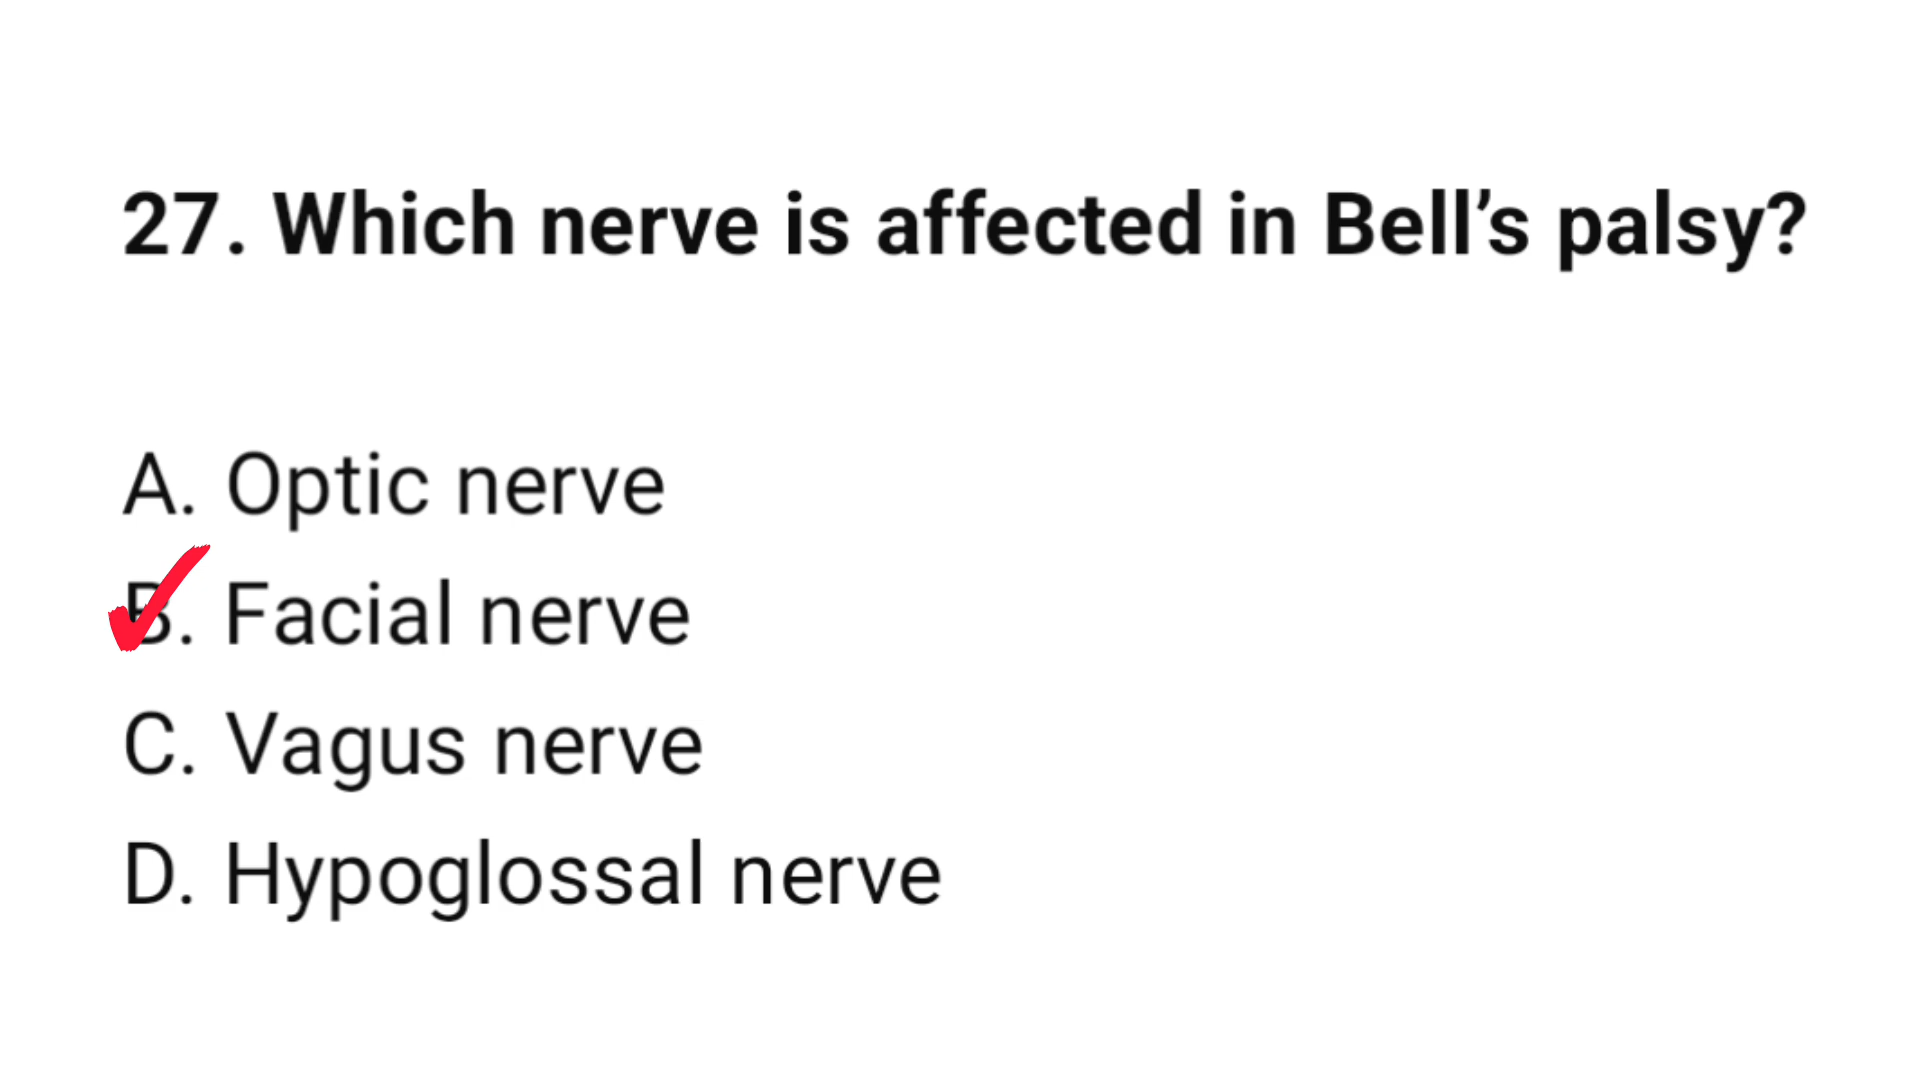 27. Which nerve is affected in Bell’s palsy?
A. Optic nerve
B. Facial nerve
C. Vagus nerve
D. Hypoglossal nerve